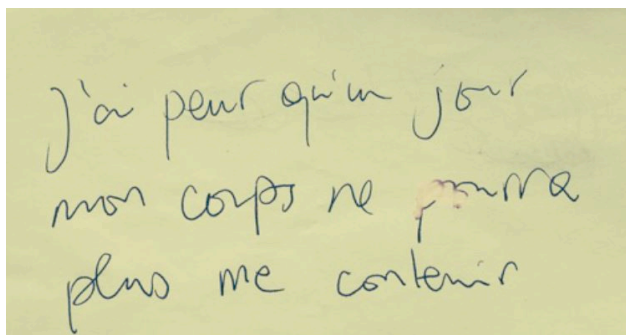 J'ai peur qu'un jour
mon corps ne pourra
plus me contenir